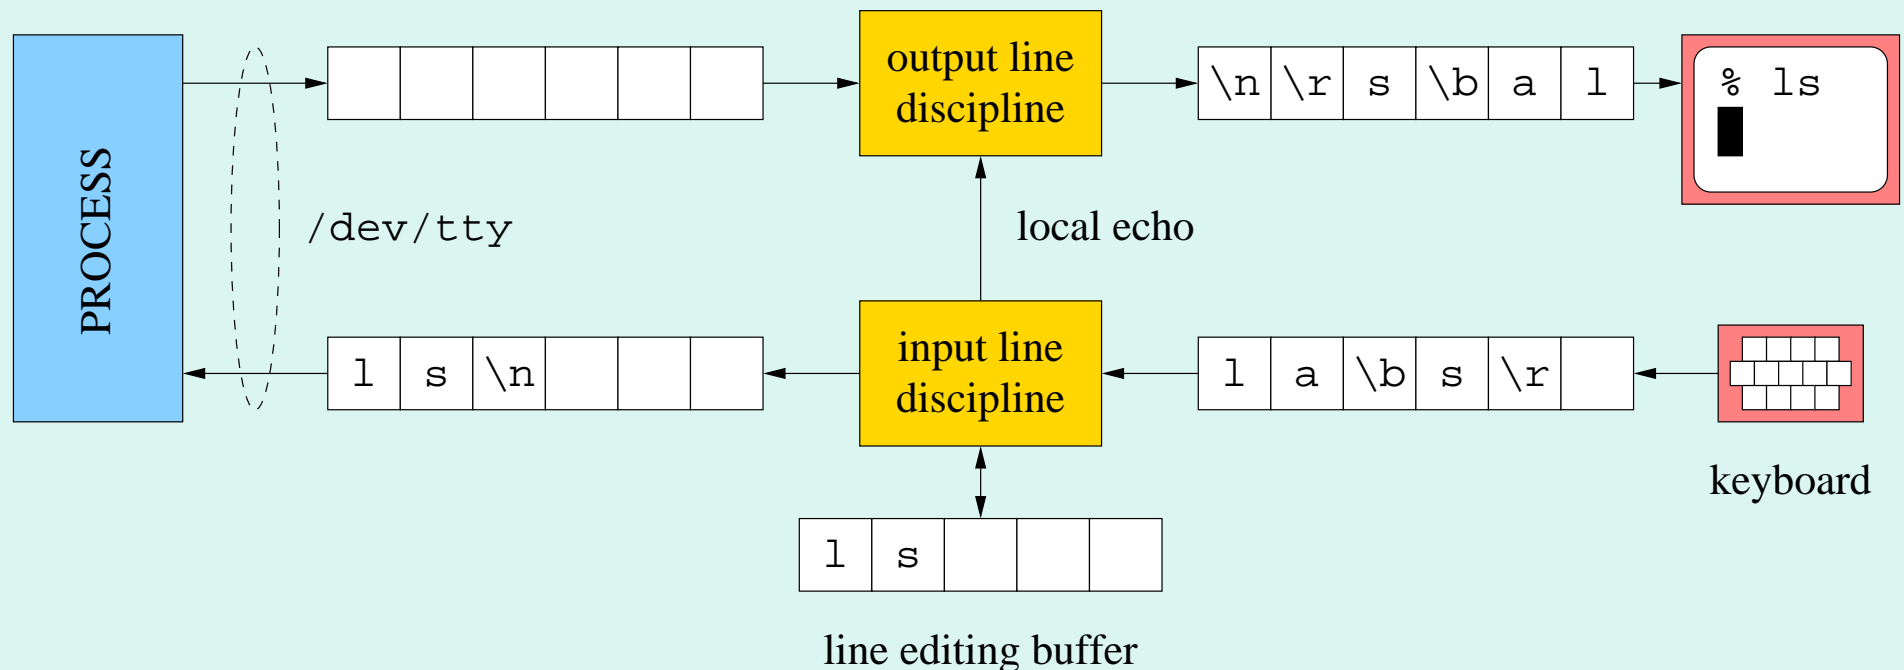 PROCESS
/dev/tty
output line
discipline
\n \r s \b a l
% ls
local echo
l s \n
input line
discipline
l a \b s \r
keyboard
l s
line editing buffer